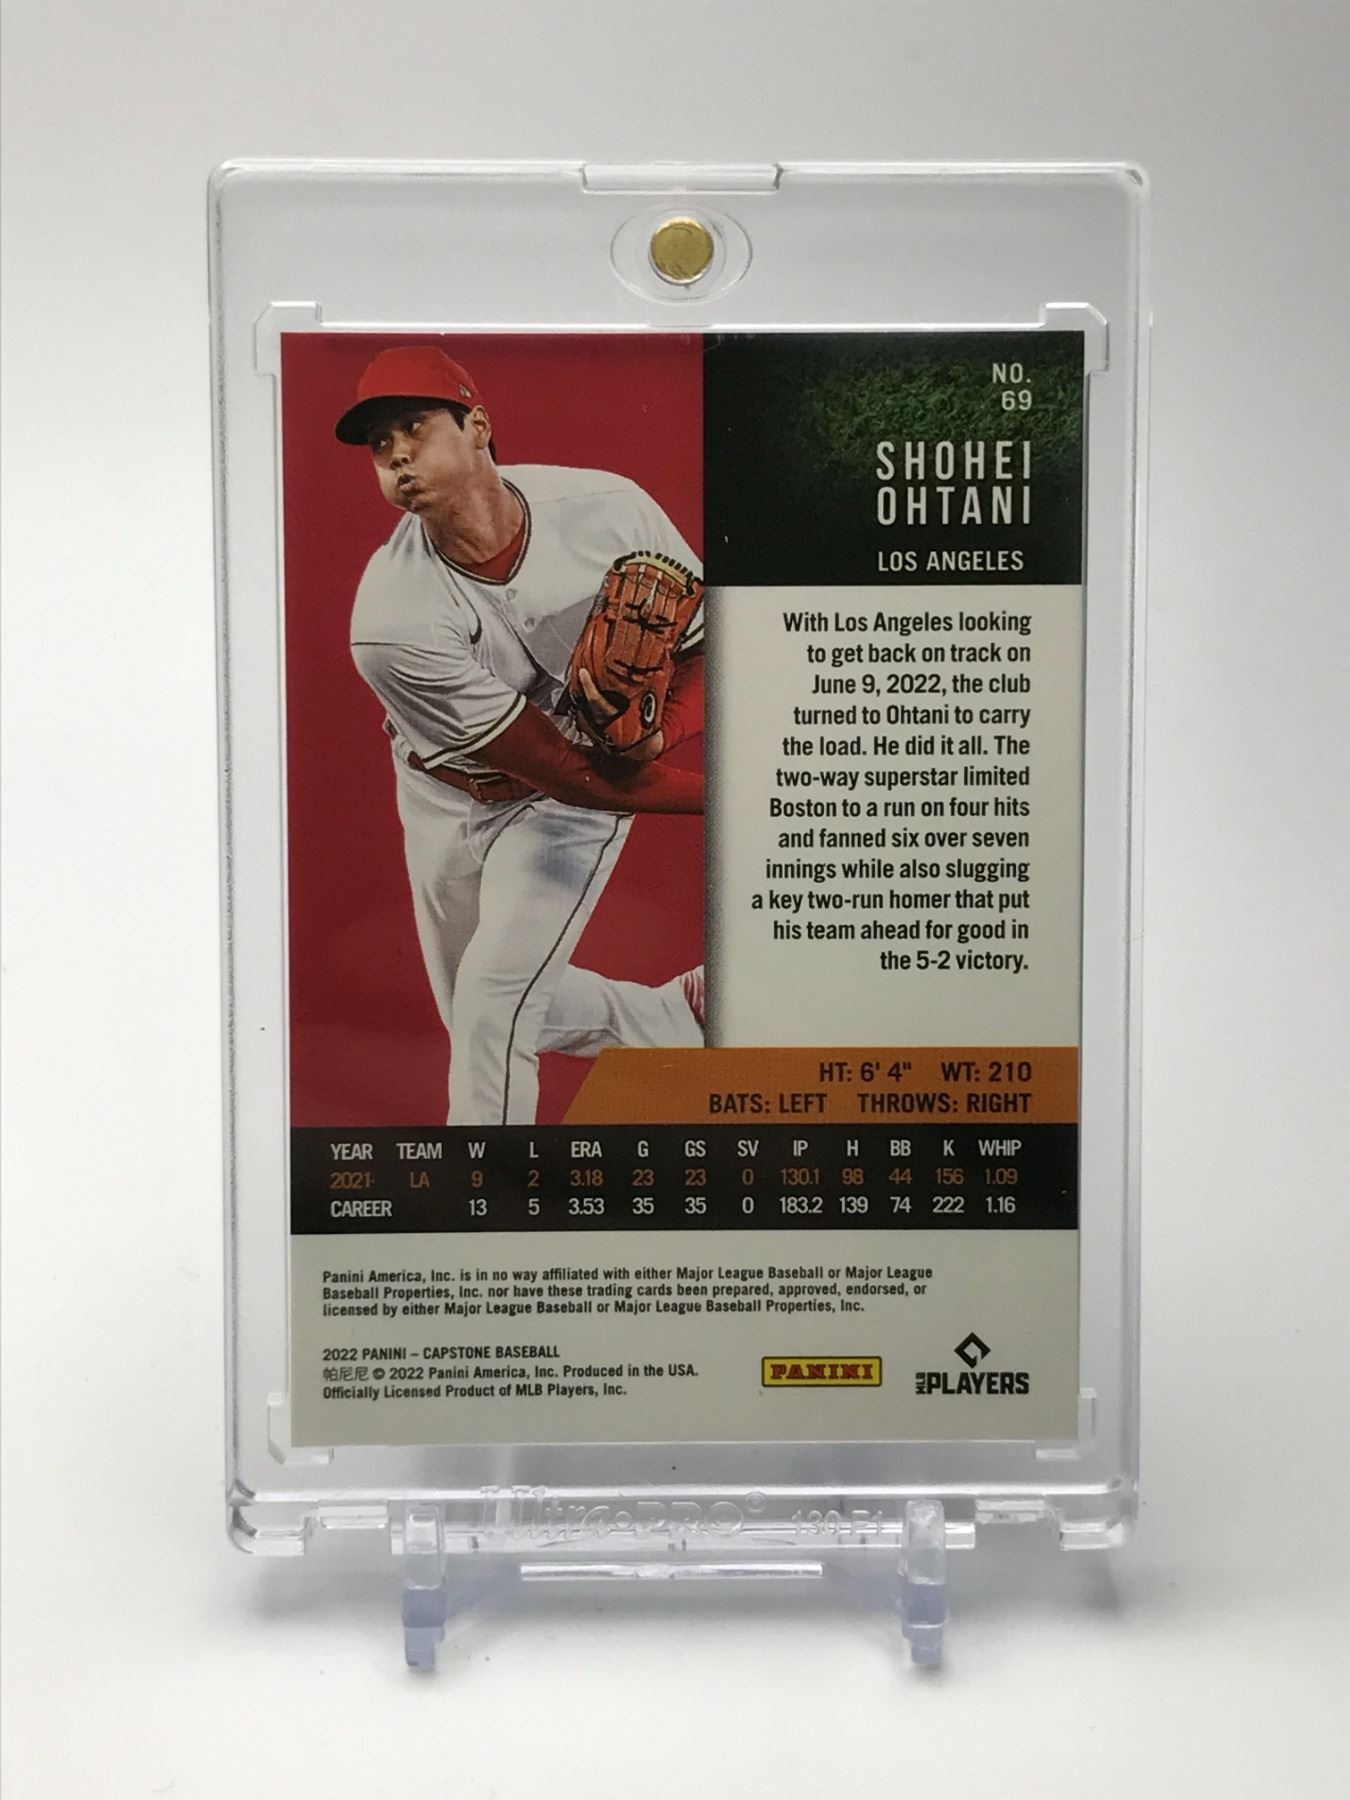 NO.
69
SHOHEI
OHTANI
LOS ANGELES
With Los Angeles looking
to get back on track on
June 9, 2022, the club
turned to Ohtani to carry
the load. He did it all. The
two-way superstar limited
Boston to a run on four hits
and fanned six over seven
innings while also slugging
a key two-run homer that put
his team ahead for good in
the 5-2 victory.
HT: 6' 4" WT: 210
BATS: LEFT THROWS: RIGHT
YEAR TEAM W L ERA G GS SV IP H BB K WHIP
2021 LA 9 2 3.18 23 23 0 130.1 98 44 156 1.09
CAREER 13 5 3.53 35 35 0 183.2 139 74 222 1.16
Panini America, Inc. is in no way affiliated with either Major League Baseball or Major League
Baseball Properties, Inc. nor have these trading cards been prepared, approved, endorsed, or
licensed by either Major League Baseball or Major League Baseball Properties, Inc.
2022 PANINI – CAPSTONE BASEBALL
帕尼尼 © 2022 Panini America, Inc. Produced in the USA.
Officially Licensed Product of MLB Players, Inc.
PANINI
MLB PLAYERS
Ultra•PRO® 130 F1